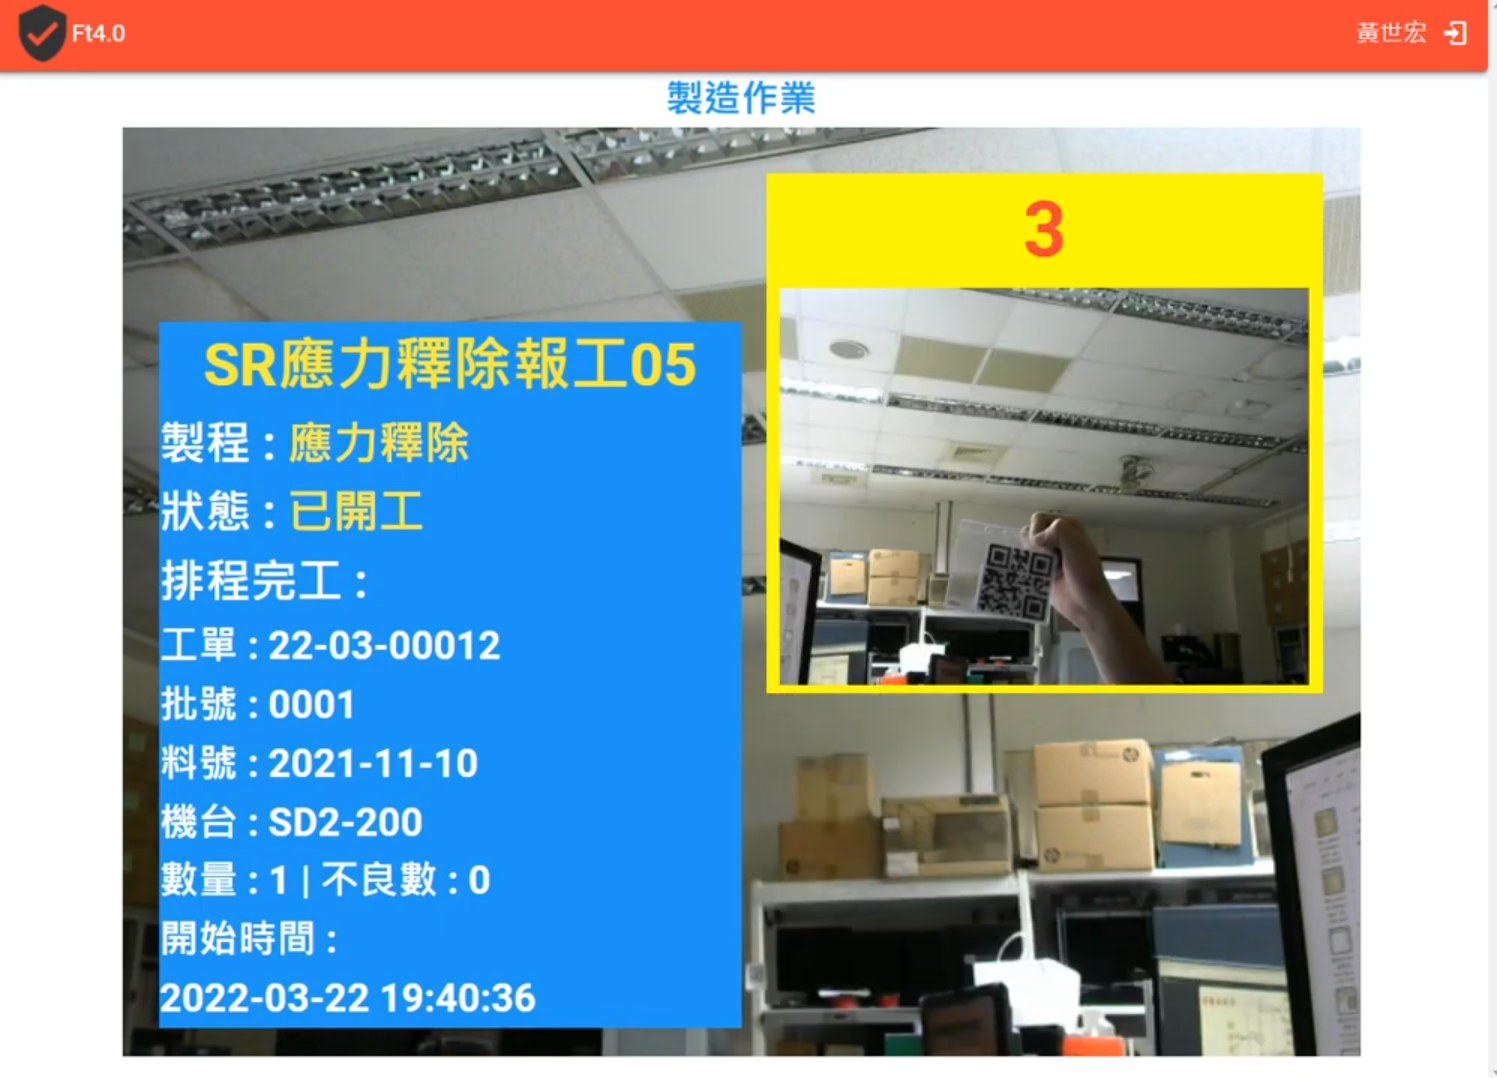 Ft4.0
黃世宏
製造作業
3
SR應力釋除報工05
製程 : 應力釋除
狀態 : 已開工
排程完工 :
工單 : 22-03-00012
批號 : 0001
料號 : 2021-11-10
機台 : SD2-200
數量 : 1 | 不良數 : 0
開始時間 :
2022-03-22 19:40:36